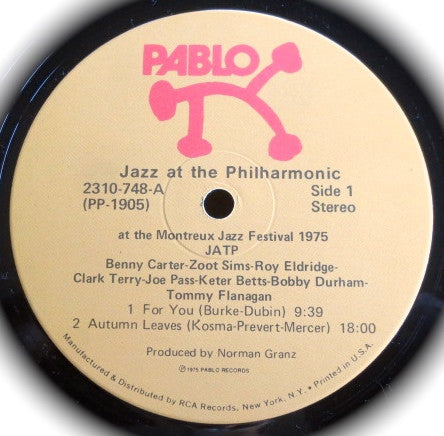 PABLO
Jazz at the Philharmonic
2310-748-A Side 1
(PP-1905) Stereo
at the Montreux Jazz Festival 1975
JATP
Benny Carter-Zoot Sims-Roy Eldridge-
Clark Terry-Joe Pass-Keter Betts-Bobby Durham-
Tommy Flanagan
1 For You (Burke-Dubin) 9:39
2 Autumn Leaves (Kosma-Prevert-Mercer) 18:00
Produced by Norman Granz
Ⓟ©1975 PABLO RECORDS
Manufactured & Distributed by RCA Records, New York, N.Y. • Printed in U.S.A.